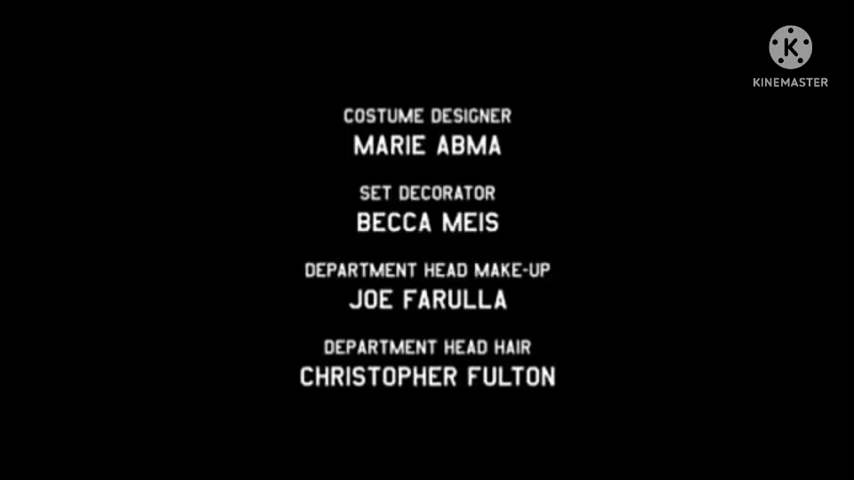 KINEMASTER
COSTUME DESIGNER
MARIE ABMA
SET DECORATOR
BECCA MEIS
DEPARTMENT HEAD MAKE-UP
JOE FARULLA
DEPARTMENT HEAD HAIR
CHRISTOPHER FULTON